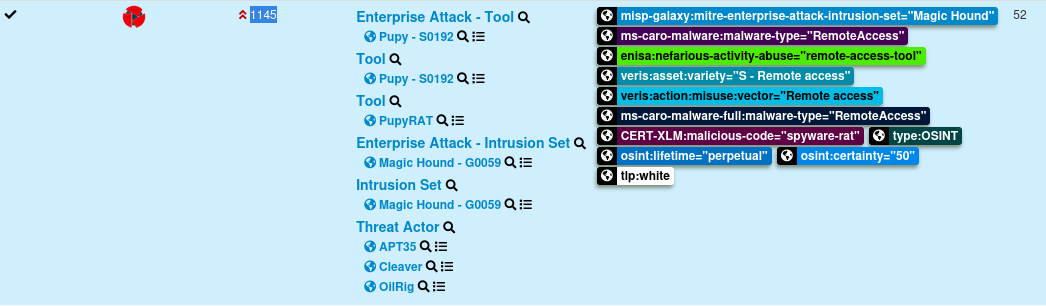 1145
Enterprise Attack - Tool
Pupy - S0192
Tool
Pupy - S0192
Tool
PupyRAT
Enterprise Attack - Intrusion Set
Magic Hound - G0059
Intrusion Set
Magic Hound - G0059
Threat Actor
APT35
Cleaver
OilRig
misp-galaxy:mitre-enterprise-attack-intrusion-set="Magic Hound"
ms-caro-malware:malware-type="RemoteAccess"
enisa:nefarious-activity-abuse="remote-access-tool"
veris:asset:variety="S - Remote access"
veris:action:misuse:vector="Remote access"
ms-caro-malware-full:malware-type="RemoteAccess"
CERT-XLM:malicious-code="spyware-rat" type:OSINT
osint:lifetime="perpetual" osint:certainty="50"
tlp:white
52